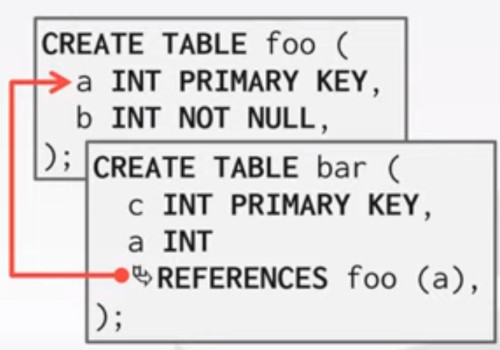 CREATE TABLE foo (
a INT PRIMARY KEY,
b INT NOT NULL,
);
CREATE TABLE bar (
c INT PRIMARY KEY,
a INT
↳REFERENCES foo (a),
);